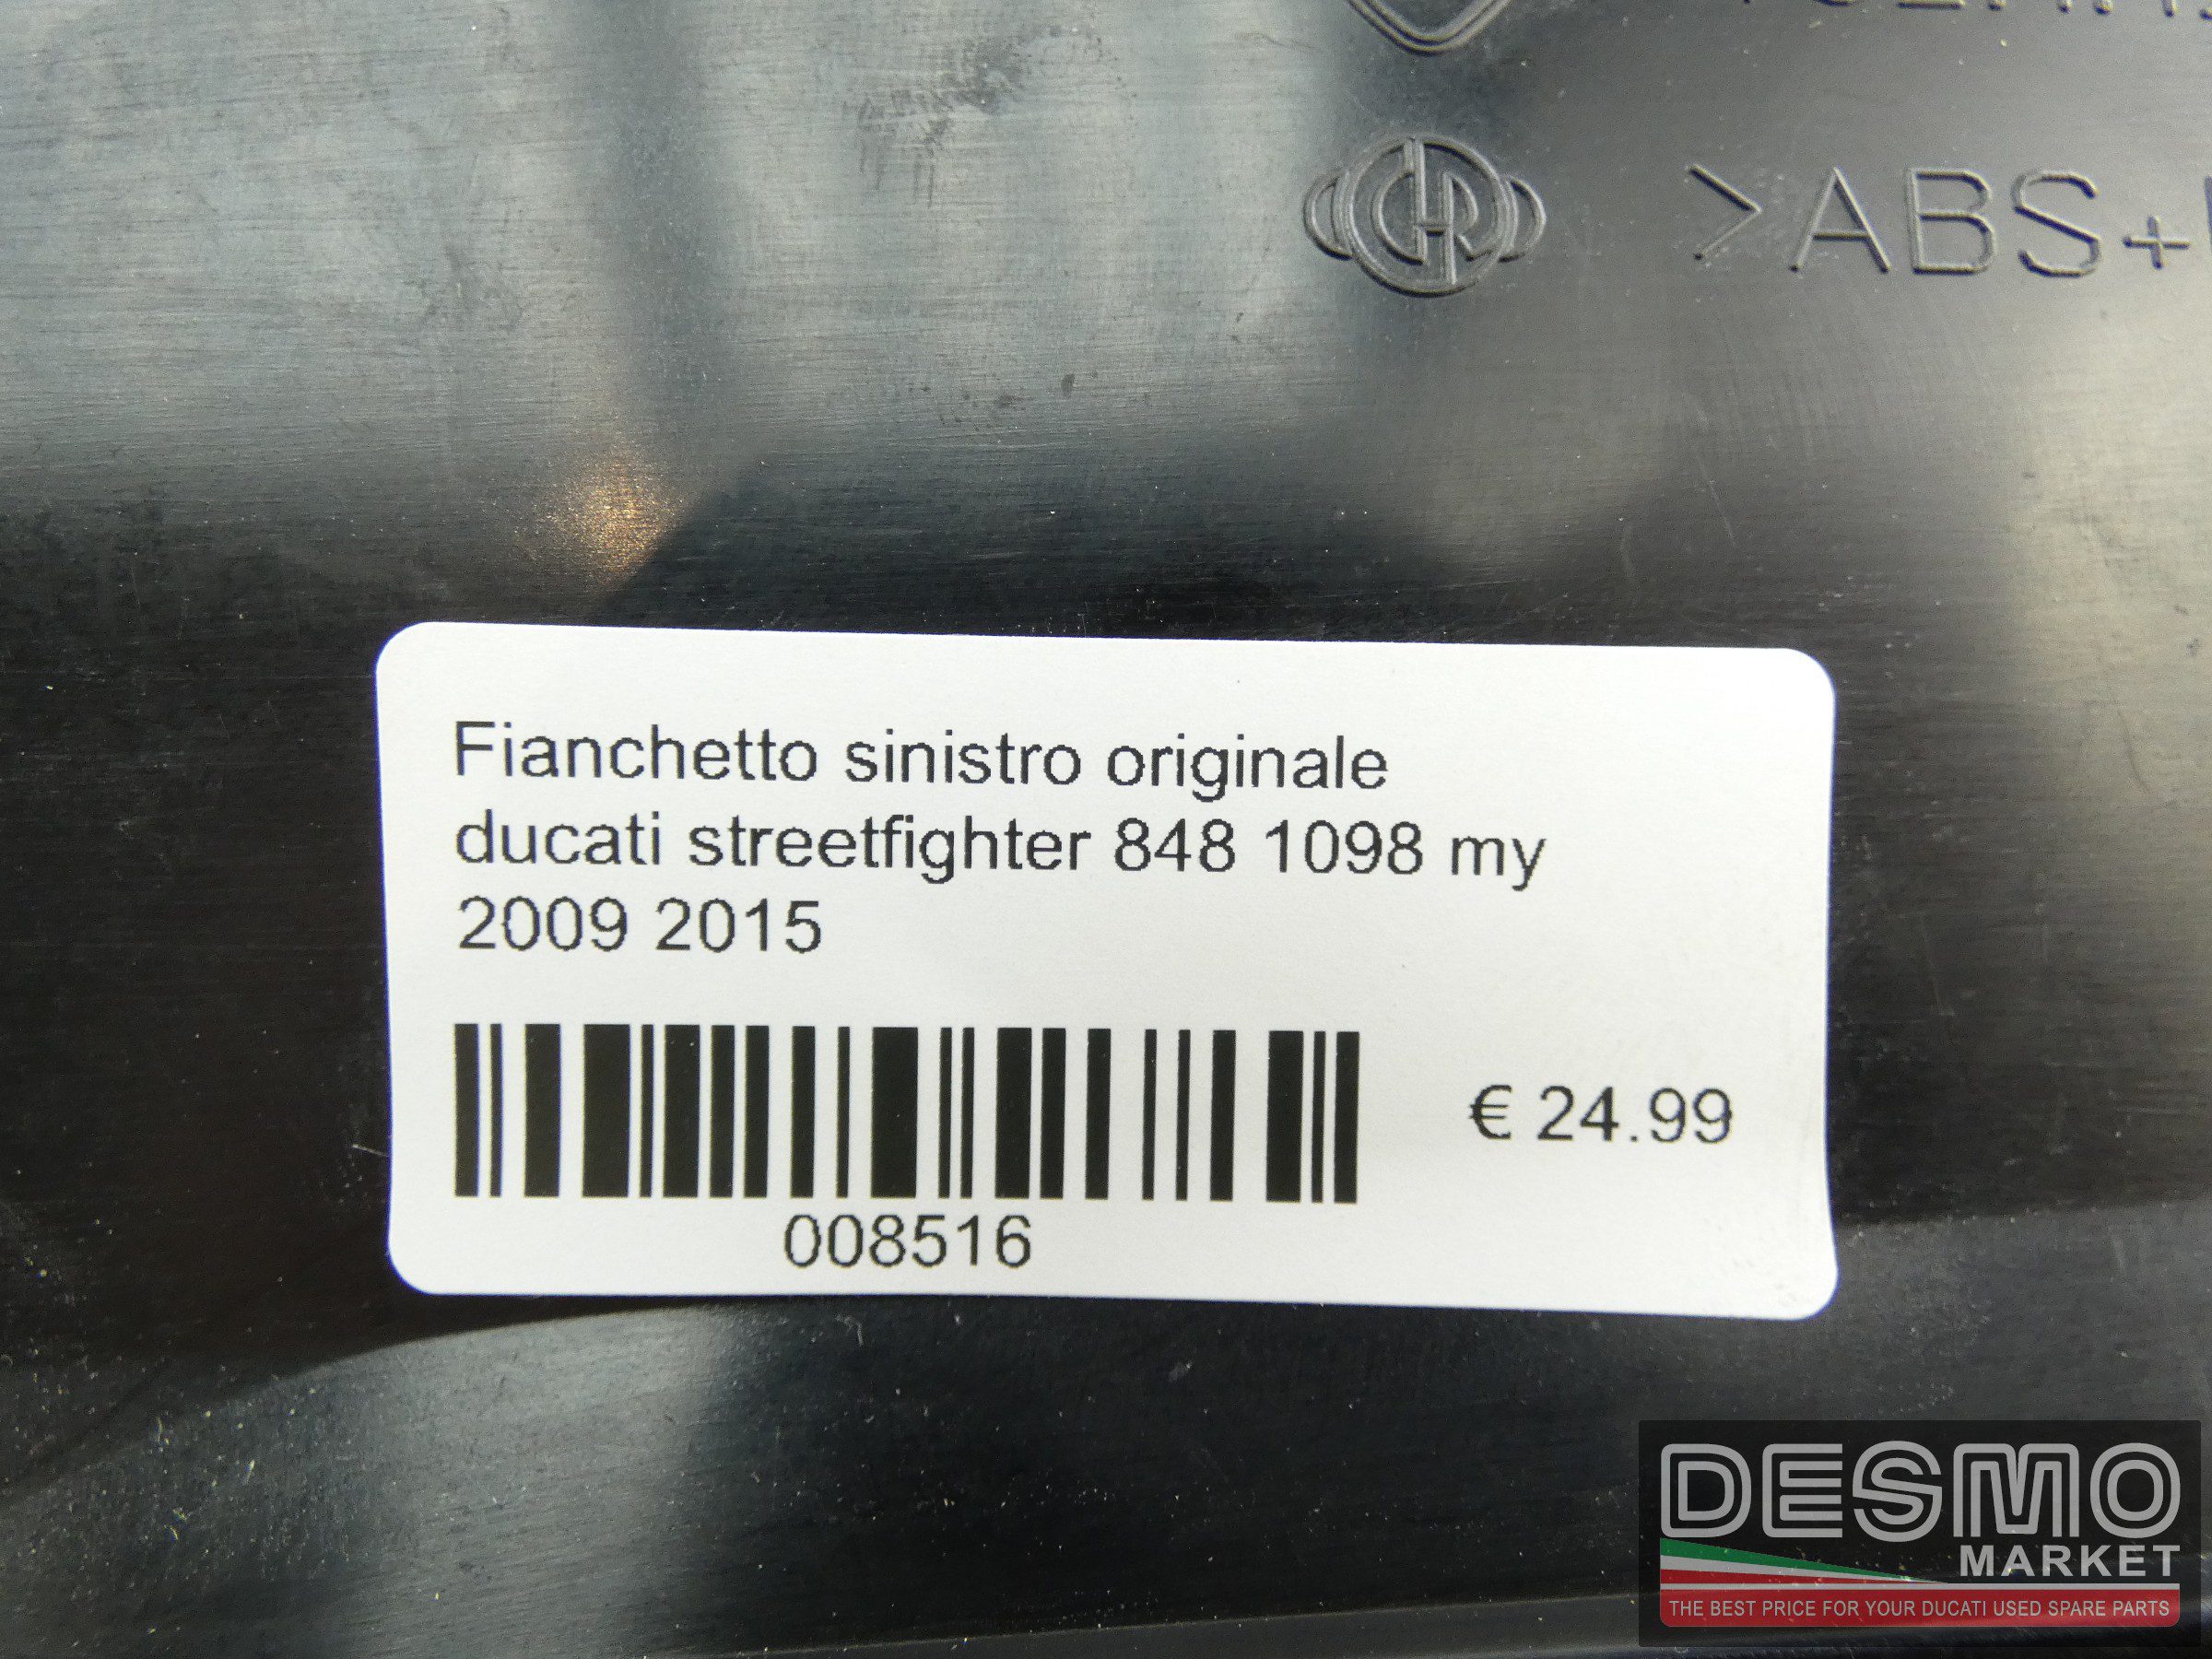 >ABS+
Fianchetto sinistro originale
ducati streetfighter 848 1098 my
2009 2015
€ 24.99
008516
DESMO
MARKET
THE BEST PRICE FOR YOUR DUCATI USED SPARE PARTS